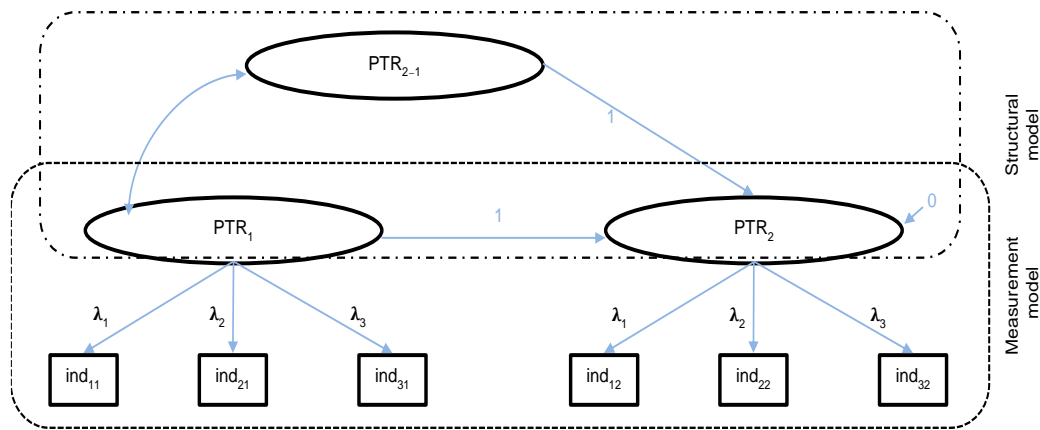 PTR₂₋₁
1
Structural
model
PTR₁
1
PTR₂
0
λ₁
λ₂
λ₃
λ₁
λ₂
λ₃
Measurement
model
ind₁₁
ind₂₁
ind₃₁
ind₁₂
ind₂₂
ind₃₂